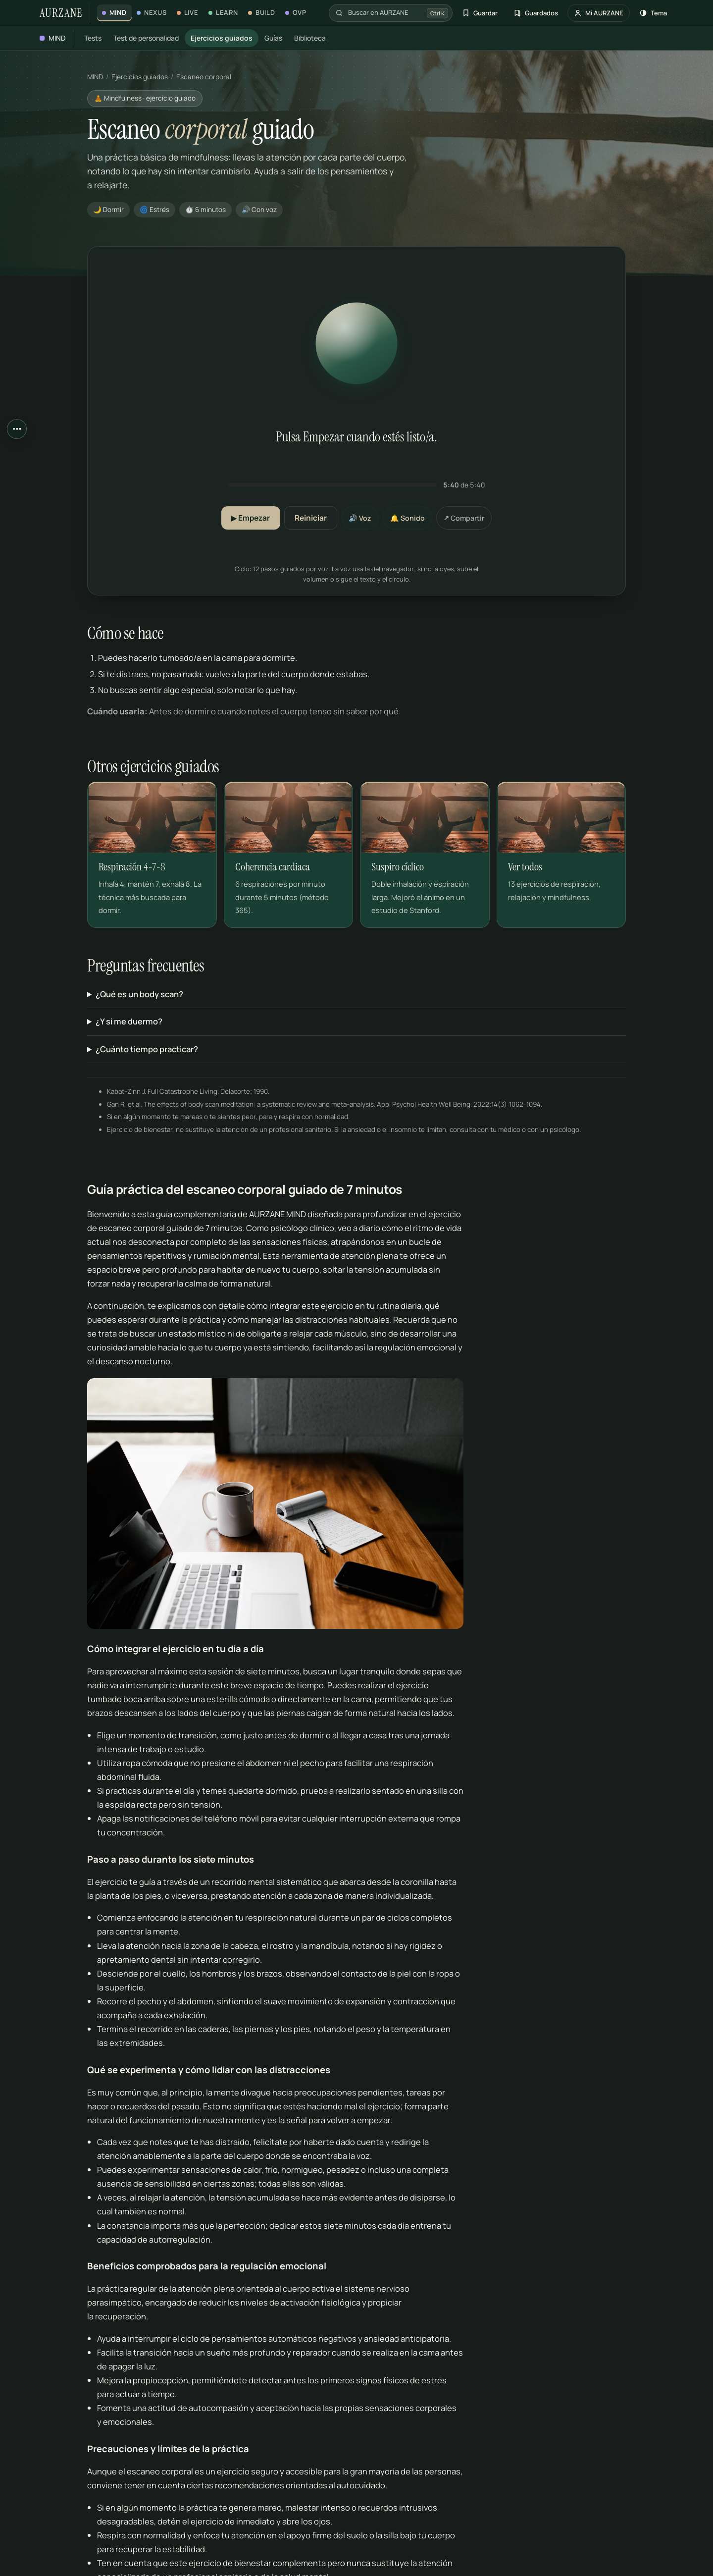 AURZANE
MIND
NEXUS
LIVE
LEARN
BUILD
OVP
Buscar en AURZANE
Ctrl K
Guardar
Guardados
Mi AURZANE
Tema
MIND
Tests
Test de personalidad
Ejercicios guiados
Guías
Biblioteca
MIND / Ejercicios guiados / Escaneo corporal
Mindfulness · ejercicio guiado
Escaneo corporal guiado
Una práctica básica de mindfulness: llevas la atención por cada parte del cuerpo,
notando lo que hay sin intentar cambiarlo. Ayuda a salir de los pensamientos y
a relajarte.
Dormir
Estrés
6 minutos
Con voz
Pulsa Empezar cuando estés listo/a.
5:40 de 5:40
▶ Empezar
Reiniciar
Voz
Sonido
↗ Compartir
Ciclo: 12 pasos guiados por voz. La voz usa la del navegador; si no la oyes, sube el
volumen o sigue el texto y el círculo.
Cómo se hace
1. Puedes hacerlo tumbado/a en la cama para dormirte.
2. Si te distraes, no pasa nada: vuelve a la parte del cuerpo donde estabas.
3. No buscas sentir algo especial, solo notar lo que hay.
Cuándo usarla: Antes de dormir o cuando notes el cuerpo tenso sin saber por qué.
Otros ejercicios guiados
Respiración 4-7-8
Inhala 4, mantén 7, exhala 8. La
técnica más buscada para
dormir.
Coherencia cardiaca
6 respiraciones por minuto
durante 5 minutos (método
365).
Suspiro cíclico
Doble inhalación y espiración
larga. Mejoró el ánimo en un
estudio de Stanford.
Ver todos
13 ejercicios de respiración,
relajación y mindfulness.
Preguntas frecuentes
▶ ¿Qué es un body scan?
▶ ¿Y si me duermo?
▶ ¿Cuánto tiempo practicar?
• Kabat-Zinn J. Full Catastrophe Living. Delacorte; 1990.
• Gan R, et al. The effects of body scan meditation: a systematic review and meta-analysis. Appl Psychol Health Well Being. 2022;14(3):1062-1094.
• Si en algún momento te mareas o te sientes peor, para y respira con normalidad.
• Ejercicio de bienestar, no sustituye la atención de un profesional sanitario. Si la ansiedad o el insomnio te limitan, consulta con tu médico o con un psicólogo.
Guía práctica del escaneo corporal guiado de 7 minutos
Bienvenido a esta guía complementaria de AURZANE MIND diseñada para profundizar en el ejercicio
de escaneo corporal guiado de 7 minutos. Como psicólogo clínico, veo a diario cómo el ritmo de vida
actual nos desconecta por completo de las sensaciones físicas, atrapándonos en un bucle de
pensamientos repetitivos y rumiación mental. Esta herramienta de atención plena te ofrece un
espacio breve pero profundo para habitar de nuevo tu cuerpo, soltar la tensión acumulada sin
forzar nada y recuperar la calma de forma natural.
A continuación, te explicamos con detalle cómo integrar este ejercicio en tu rutina diaria, qué
puedes esperar durante la práctica y cómo manejar las distracciones habituales. Recuerda que no
se trata de buscar un estado místico ni de obligarte a relajar cada músculo, sino de desarrollar una
curiosidad amable hacia lo que tu cuerpo ya está sintiendo, facilitando así la regulación emocional y
el descanso nocturno.
Cómo integrar el ejercicio en tu día a día
Para aprovechar al máximo esta sesión de siete minutos, busca un lugar tranquilo donde sepas que
nadie va a interrumpirte durante este breve espacio de tiempo. Puedes realizar el ejercicio
tumbado boca arriba sobre una esterilla cómoda o directamente en la cama, permitiendo que tus
brazos descansen a los lados del cuerpo y que las piernas caigan de forma natural hacia los lados.
• Elige un momento de transición, como justo antes de dormir o al llegar a casa tras una jornada
intensa de trabajo o estudio.
• Utiliza ropa cómoda que no presione el abdomen ni el pecho para facilitar una respiración
abdominal fluida.
• Si practicas durante el día y temes quedarte dormido, prueba a realizarlo sentado en una silla con
la espalda recta pero sin tensión.
• Apaga las notificaciones del teléfono móvil para evitar cualquier interrupción externa que rompa
tu concentración.
Paso a paso durante los siete minutos
El ejercicio te guía a través de un recorrido mental sistemático que abarca desde la coronilla hasta
la planta de los pies, o viceversa, prestando atención a cada zona de manera individualizada.
• Comienza enfocando la atención en tu respiración natural durante un par de ciclos completos
para centrar la mente.
• Lleva la atención hacia la zona de la cabeza, el rostro y la mandíbula, notando si hay rigidez o
apretamiento dental sin intentar corregirlo.
• Desciende por el cuello, los hombros y los brazos, observando el contacto de la piel con la ropa o
la superficie.
• Recorre el pecho y el abdomen, sintiendo el suave movimiento de expansión y contracción que
acompaña a cada exhalación.
• Termina el recorrido en las caderas, las piernas y los pies, notando el peso y la temperatura en
las extremidades.
Qué se experimenta y cómo lidiar con las distracciones
Es muy común que, al principio, la mente divague hacia preocupaciones pendientes, tareas por
hacer o recuerdos del pasado. Esto no significa que estés haciendo mal el ejercicio; forma parte
natural del funcionamiento de nuestra mente y es la señal para volver a empezar.
• Cada vez que notes que te has distraído, felicítate por haberte dado cuenta y redirige la
atención amablemente a la parte del cuerpo donde se encontraba la voz.
• Puedes experimentar sensaciones de calor, frío, hormigueo, pesadez o incluso una completa
ausencia de sensibilidad en ciertas zonas; todas ellas son válidas.
• A veces, al relajar la atención, la tensión acumulada se hace más evidente antes de disiparse, lo
cual también es normal.
• La constancia importa más que la perfección; dedicar estos siete minutos cada día entrena tu
capacidad de autorregulación.
Beneficios comprobados para la regulación emocional
La práctica regular de la atención plena orientada al cuerpo activa el sistema nervioso
parasimpático, encargado de reducir los niveles de activación fisiológica y propiciar
la recuperación.
• Ayuda a interrumpir el ciclo de pensamientos automáticos negativos y ansiedad anticipatoria.
• Facilita la transición hacia un sueño más profundo y reparador cuando se realiza en la cama antes
de apagar la luz.
• Mejora la propiocepción, permitiéndote detectar antes los primeros signos físicos de estrés
para actuar a tiempo.
• Fomenta una actitud de autocompasión y aceptación hacia las propias sensaciones corporales
y emocionales.
Precauciones y límites de la práctica
Aunque el escaneo corporal es un ejercicio seguro y accesible para la gran mayoría de las personas,
conviene tener en cuenta ciertas recomendaciones orientadas al autocuidado.
• Si en algún momento la práctica te genera mareo, malestar intenso o recuerdos intrusivos
desagradables, detén el ejercicio de inmediato y abre los ojos.
• Respira con normalidad y enfoca tu atención en el apoyo firme del suelo o la silla bajo tu cuerpo
para recuperar la estabilidad.
• Ten en cuenta que este ejercicio de bienestar complementa pero nunca sustituye la atención